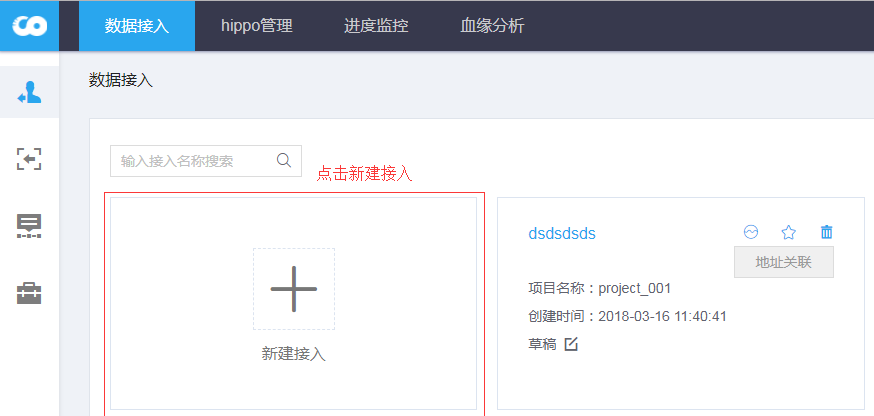 数据接入 hippo管理 进度监控 血缘分析
数据接入
输入接入名称搜索
点击新建接入
新建接入
dsdsdsds
地址关联
项目名称：project_001
创建时间：2018-03-16 11:40:41
草稿